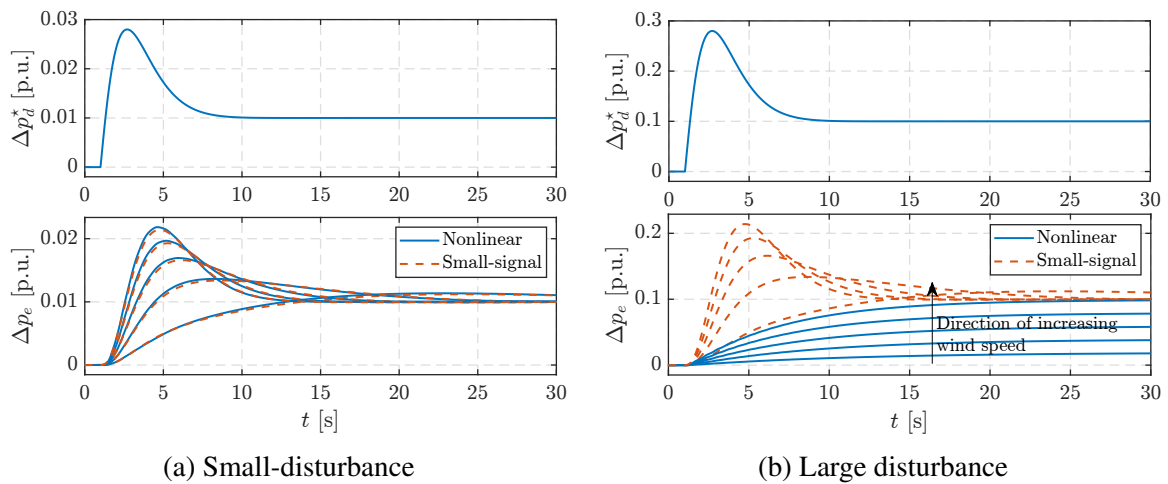 0.03
0.02
0.01
0
Δp_d^⋆ [p.u.]
0 5 10 15 20 25 30
0.02
0.01
0
Δp_e [p.u.]
Nonlinear
Small-signal
0 5 10 15 20 25 30
t [s]
(a) Small-disturbance
0.3
0.2
0.1
0
Δp_d^⋆ [p.u.]
0 5 10 15 20 25 30
0.2
0.1
0
Δp_e [p.u.]
Nonlinear
Small-signal
Direction of increasing
wind speed
0 5 10 15 20 25 30
t [s]
(b) Large disturbance